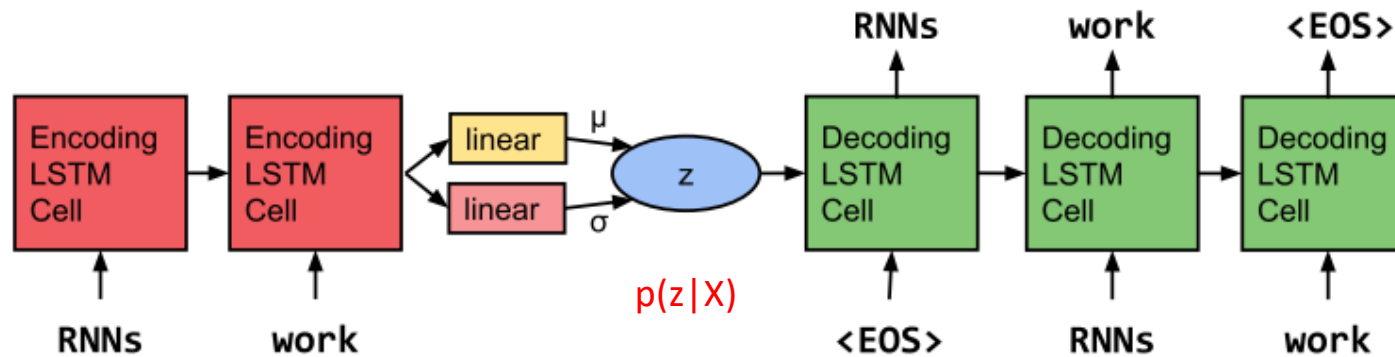 RNNs work <EOS>
Encoding LSTM Cell
Encoding LSTM Cell
linear
μ
linear
σ
z
Decoding LSTM Cell
Decoding LSTM Cell
Decoding LSTM Cell
p(z|X)
RNNs work <EOS> RNNs work